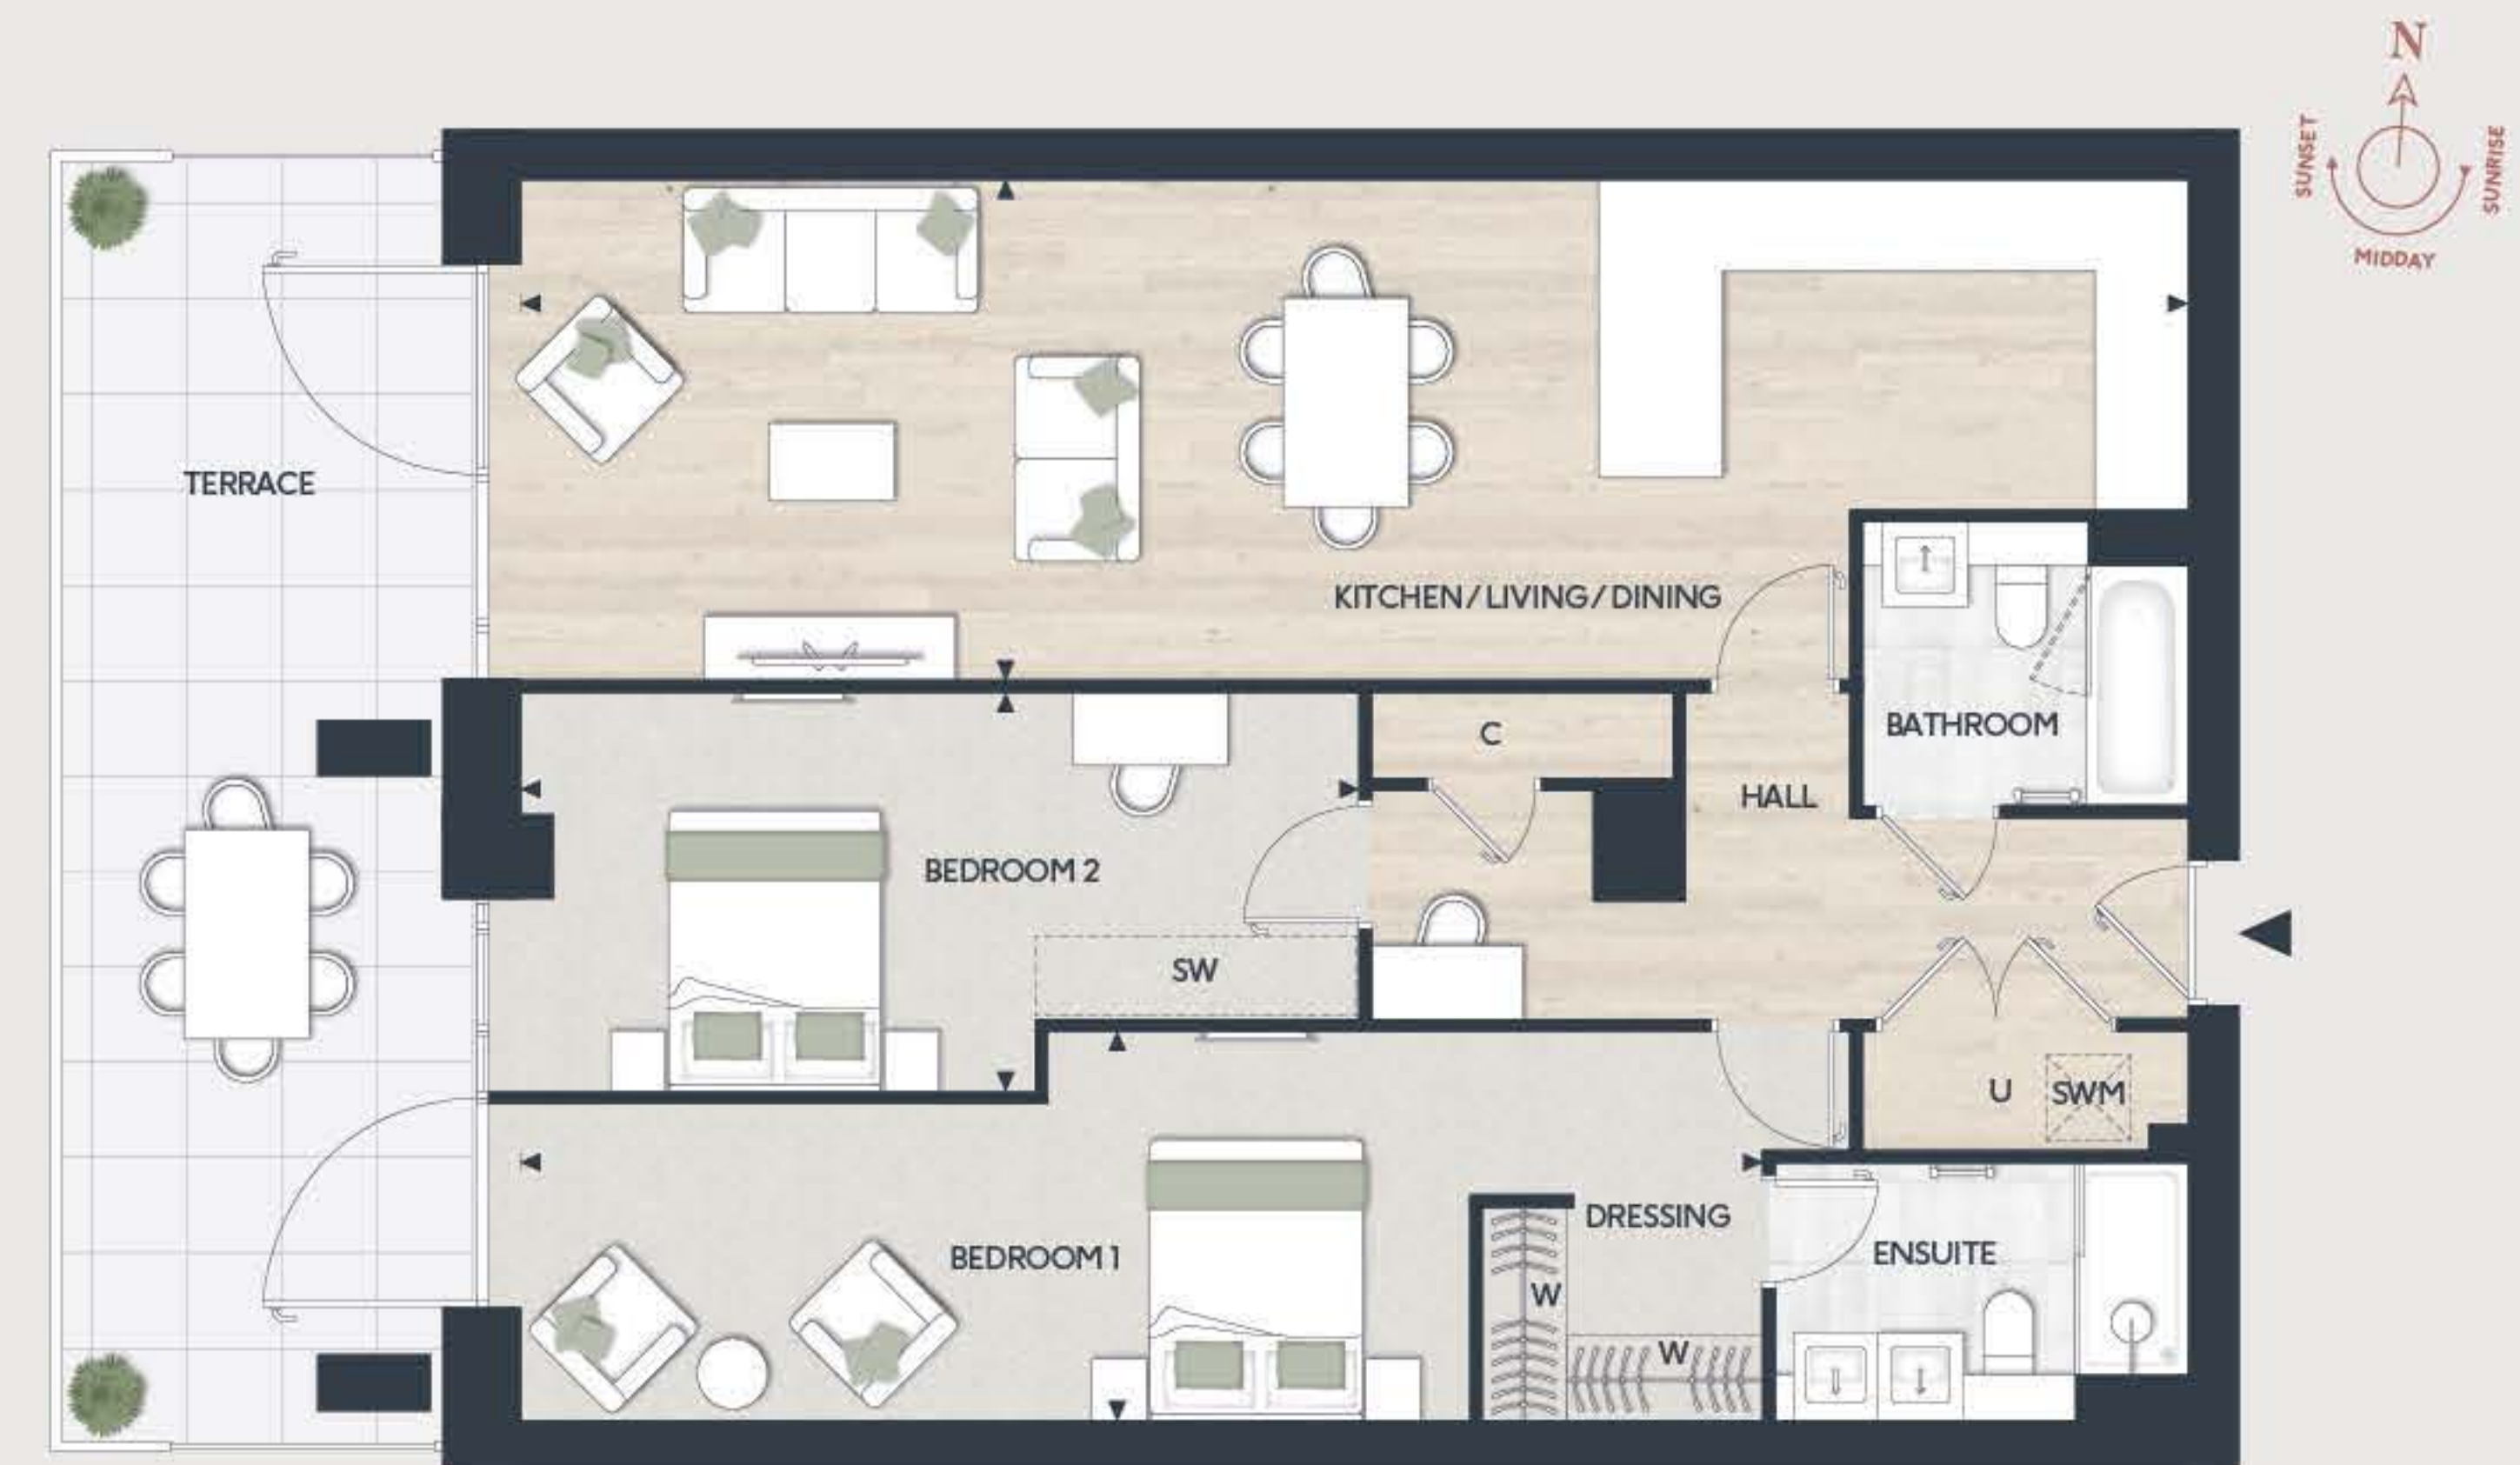 N
SUNSET
SUNRISE
MIDDAY
TERRACE
KITCHEN / LIVING / DINING
BATHROOM
C
HALL
BEDROOM 2
SW
U
SWM
DRESSING
BEDROOM 1
ENSUITE
W
W